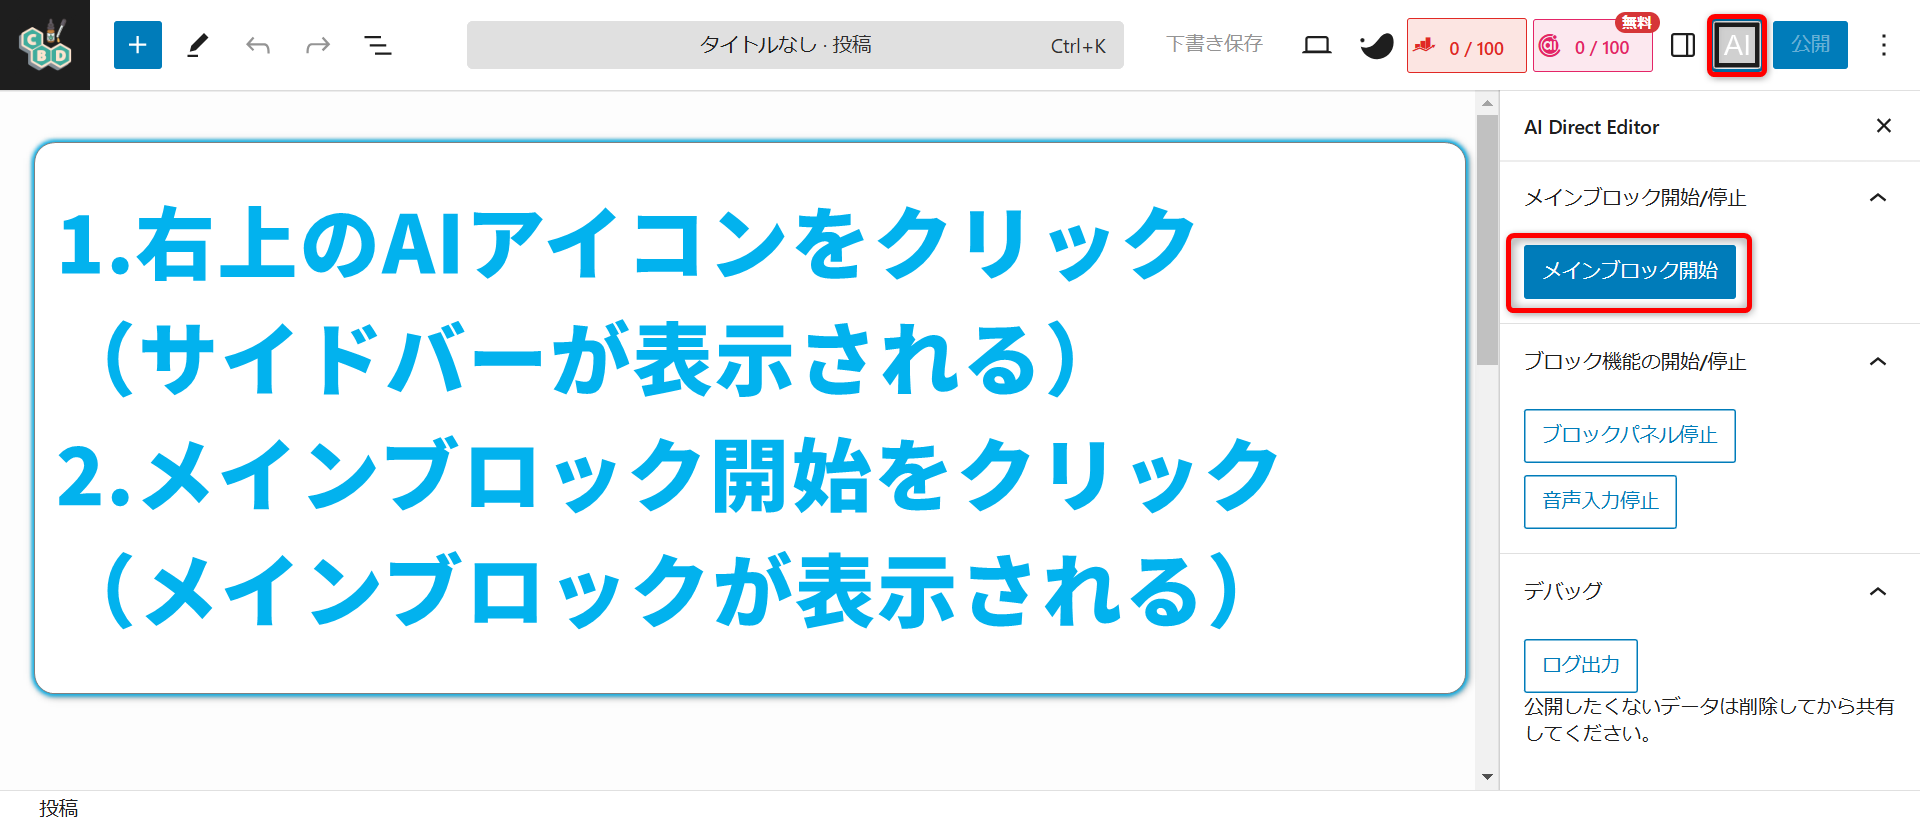 CBD
タイトルなし · 投稿
Ctrl+K
下書き保存
0 / 100
無料
0 / 100
AI
公開
AI Direct Editor
メインブロック開始/停止
メインブロック開始
ブロック機能の開始/停止
ブロックパネル停止
音声入力停止
デバッグ
ログ出力
公開したくないデータは削除してから共有
してください。
1.右上のAIアイコンをクリック
（サイドバーが表示される）
2.メインブロック開始をクリック
（メインブロックが表示される）
投稿